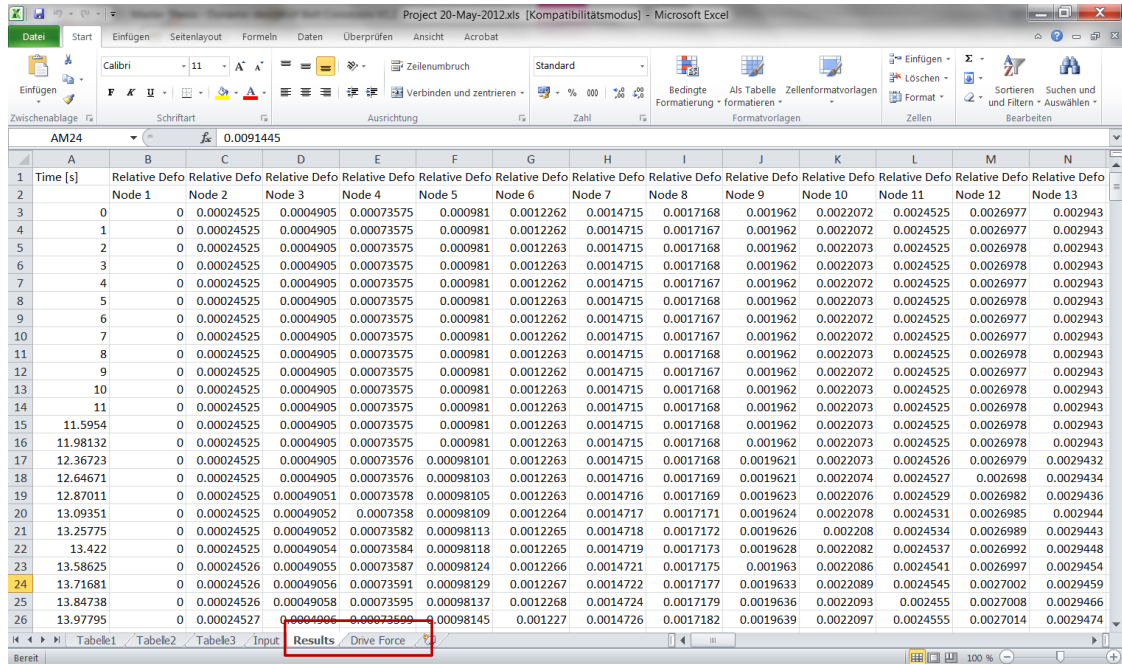 Project 20-May-2012.xls [Kompatibilitätsmodus] - Microsoft Excel
Datei Start Einfügen Seitenlayout Formeln Daten Überprüfen Ansicht Acrobat
Calibri 11 A A Zeilenumbruch Standard Einfügen Σ
Einfügen F K U A Verbinden und zentrieren % 000 Bedingte Formatierung Als Tabelle formatieren Zellenformatvorlagen Löschen Format Sortieren und Filtern Suchen und Auswählen
Zwischenablage Schriftart Ausrichtung Zahl Formatvorlagen Zellen Bearbeiten
AM24 fx 0.0091445
A B C D E F G H I J K L M N
1 Time [s] Relative Defo Relative Defo Relative Defo Relative Defo Relative Defo Relative Defo Relative Defo Relative Defo Relative Defo Relative Defo Relative Defo Relative Defo Relative Defo
2 Node 1 Node 2 Node 3 Node 4 Node 5 Node 6 Node 7 Node 8 Node 9 Node 10 Node 11 Node 12 Node 13
3 0 0 0.00024525 0.0004905 0.00073575 0.000981 0.0012262 0.0014715 0.0017168 0.001962 0.0022072 0.0024525 0.0026977 0.002943
4 1 0 0.00024525 0.0004905 0.00073575 0.000981 0.0012262 0.0014715 0.0017167 0.001962 0.0022072 0.0024525 0.0026977 0.002943
5 2 0 0.00024525 0.0004905 0.00073575 0.000981 0.0012263 0.0014715 0.0017168 0.001962 0.0022073 0.0024525 0.0026978 0.002943
6 3 0 0.00024525 0.0004905 0.00073575 0.000981 0.0012263 0.0014715 0.0017168 0.001962 0.0022073 0.0024525 0.0026978 0.002943
7 4 0 0.00024525 0.0004905 0.00073575 0.000981 0.0012262 0.0014715 0.0017167 0.001962 0.0022072 0.0024525 0.0026977 0.002943
8 5 0 0.00024525 0.0004905 0.00073575 0.000981 0.0012263 0.0014715 0.0017168 0.001962 0.0022073 0.0024525 0.0026978 0.002943
9 6 0 0.00024525 0.0004905 0.00073575 0.000981 0.0012262 0.0014715 0.0017167 0.001962 0.0022072 0.0024525 0.0026977 0.002943
10 7 0 0.00024525 0.0004905 0.00073575 0.000981 0.0012262 0.0014715 0.0017167 0.001962 0.0022072 0.0024525 0.0026977 0.002943
11 8 0 0.00024525 0.0004905 0.00073575 0.000981 0.0012263 0.0014715 0.0017168 0.001962 0.0022073 0.0024525 0.0026978 0.002943
12 9 0 0.00024525 0.0004905 0.00073575 0.000981 0.0012262 0.0014715 0.0017167 0.001962 0.0022072 0.0024525 0.0026977 0.002943
13 10 0 0.00024525 0.0004905 0.00073575 0.000981 0.0012263 0.0014715 0.0017168 0.001962 0.0022073 0.0024525 0.0026978 0.002943
14 11 0 0.00024525 0.0004905 0.00073575 0.000981 0.0012263 0.0014715 0.0017168 0.001962 0.0022073 0.0024525 0.0026978 0.002943
15 11.5954 0 0.00024525 0.0004905 0.00073575 0.000981 0.0012263 0.0014715 0.0017168 0.001962 0.0022073 0.0024525 0.0026978 0.002943
16 11.98132 0 0.00024525 0.0004905 0.00073575 0.000981 0.0012263 0.0014715 0.0017168 0.001962 0.0022073 0.0024525 0.0026978 0.002943
17 12.36723 0 0.00024525 0.0004905 0.00073576 0.00098101 0.0012263 0.0014715 0.0017168 0.0019621 0.0022073 0.0024526 0.0026979 0.0029432
18 12.64671 0 0.00024525 0.0004905 0.00073576 0.00098103 0.0012263 0.0014716 0.0017169 0.0019621 0.0022074 0.0024527 0.002698 0.0029434
19 12.87011 0 0.00024525 0.00049051 0.00073578 0.00098105 0.0012263 0.0014716 0.0017169 0.0019623 0.0022076 0.0024529 0.0026982 0.0029436
20 13.09351 0 0.00024525 0.00049052 0.0007358 0.00098109 0.0012264 0.0014717 0.0017171 0.0019624 0.0022078 0.0024531 0.0026985 0.002944
21 13.25775 0 0.00024525 0.00049052 0.00073582 0.00098113 0.0012265 0.0014718 0.0017172 0.0019626 0.002208 0.0024534 0.0026989 0.0029443
22 13.422 0 0.00024525 0.00049054 0.00073584 0.00098118 0.0012265 0.0014719 0.0017173 0.0019628 0.0022082 0.0024537 0.0026992 0.0029448
23 13.58625 0 0.00024526 0.00049055 0.00073587 0.00098124 0.0012266 0.0014721 0.0017175 0.001963 0.0022086 0.0024541 0.0026997 0.0029454
24 13.71681 0 0.00024526 0.00049056 0.00073591 0.00098129 0.0012267 0.0014722 0.0017177 0.0019633 0.0022089 0.0024545 0.0027002 0.0029459
25 13.84738 0 0.00024526 0.00049058 0.00073595 0.00098137 0.0012268 0.0014724 0.0017179 0.0019636 0.0022093 0.002455 0.0027008 0.0029466
26 13.97795 0 0.00024527 0.0004906 0.00073599 0.00098145 0.001227 0.0014726 0.0017182 0.0019639 0.0022097 0.0024555 0.0027014 0.0029474
Tabelle1 Tabelle2 Tabelle3 Input Results Drive Force
Bereit 100 %